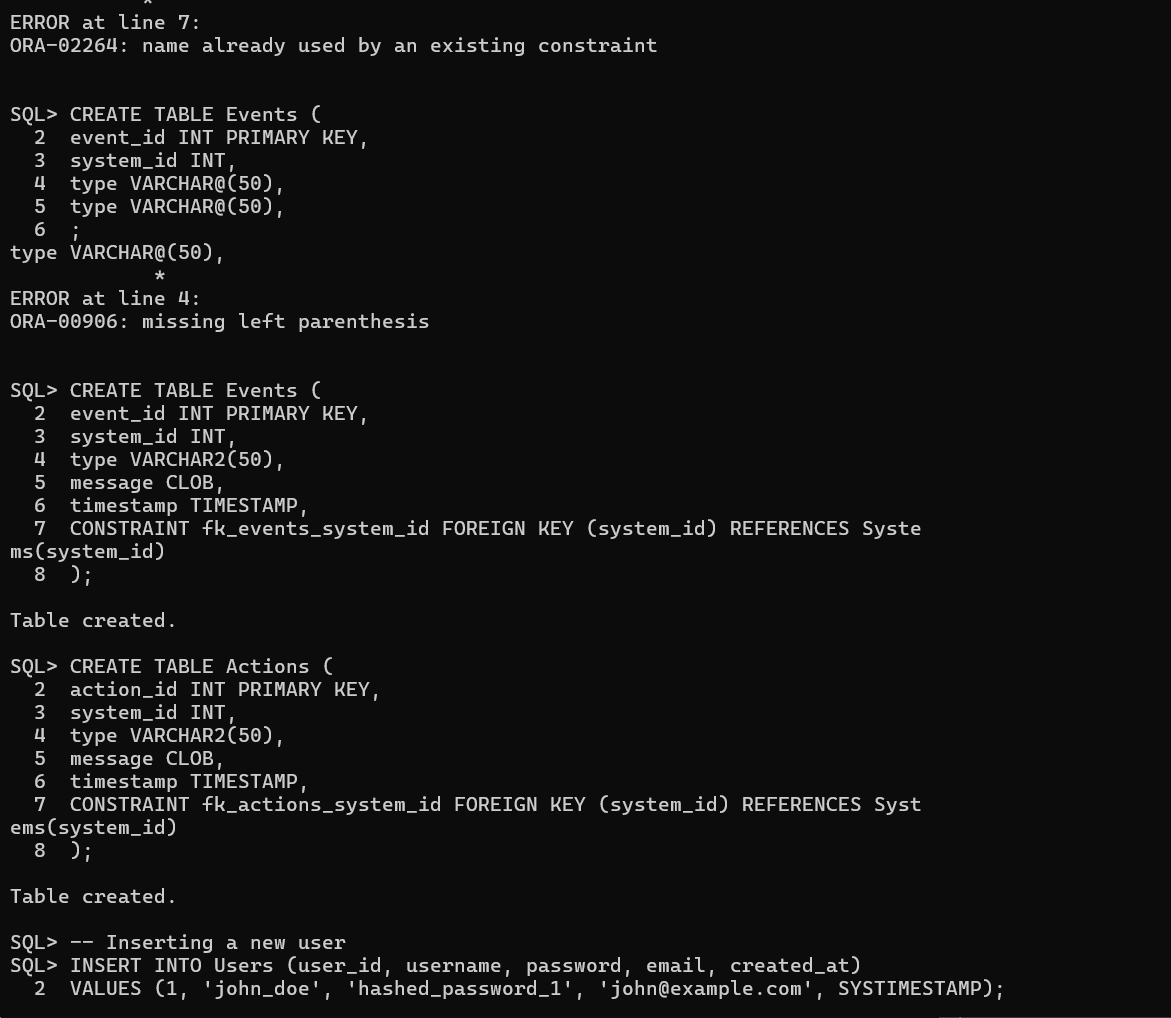 *
ERROR at line 7:
ORA-02264: name already used by an existing constraint
SQL> CREATE TABLE Events (
2 event_id INT PRIMARY KEY,
3 system_id INT,
4 type VARCHAR@(50),
5 type VARCHAR@(50),
6 ;
type VARCHAR@(50),
*
ERROR at line 4:
ORA-00906: missing left parenthesis
SQL> CREATE TABLE Events (
2 event_id INT PRIMARY KEY,
3 system_id INT,
4 type VARCHAR2(50),
5 message CLOB,
6 timestamp TIMESTAMP,
7 CONSTRAINT fk_events_system_id FOREIGN KEY (system_id) REFERENCES Syste
ms(system_id)
8 );
Table created.
SQL> CREATE TABLE Actions (
2 action_id INT PRIMARY KEY,
3 system_id INT,
4 type VARCHAR2(50),
5 message CLOB,
6 timestamp TIMESTAMP,
7 CONSTRAINT fk_actions_system_id FOREIGN KEY (system_id) REFERENCES Syst
ems(system_id)
8 );
Table created.
SQL> -- Inserting a new user
SQL> INSERT INTO Users (user_id, username, password, email, created_at)
2 VALUES (1, 'john_doe', 'hashed_password_1', 'john@example.com', SYSTIMESTAMP);